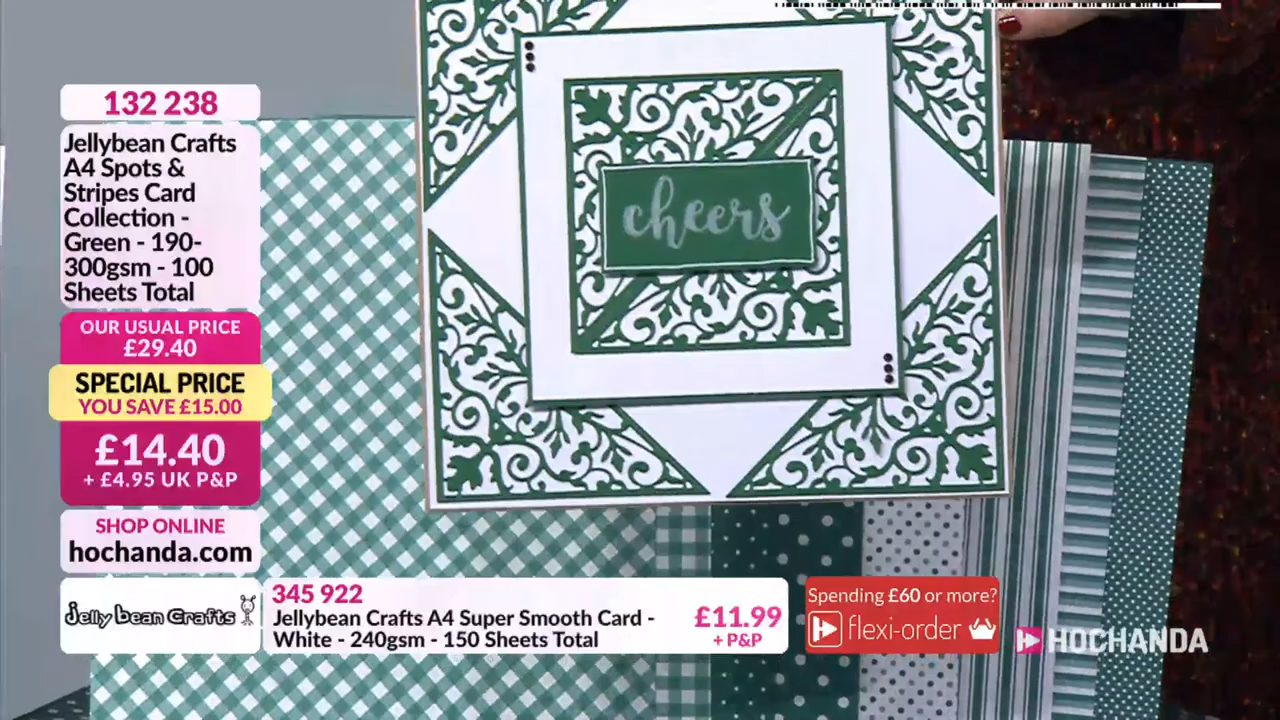 132 238
Jellybean Crafts
A4 Spots &
Stripes Card
Collection -
Green - 190-
300gsm - 100
Sheets Total
OUR USUAL PRICE
£29.40
SPECIAL PRICE
YOU SAVE £15.00
£14.40
+ £4.95 UK P&P
SHOP ONLINE
hochanda.com
cheers
jelly bean Crafts
345 922
Jellybean Crafts A4 Super Smooth Card -
White - 240gsm - 150 Sheets Total
£11.99
+ P&P
Spending £60 or more?
flexi-order
HOCHANDA